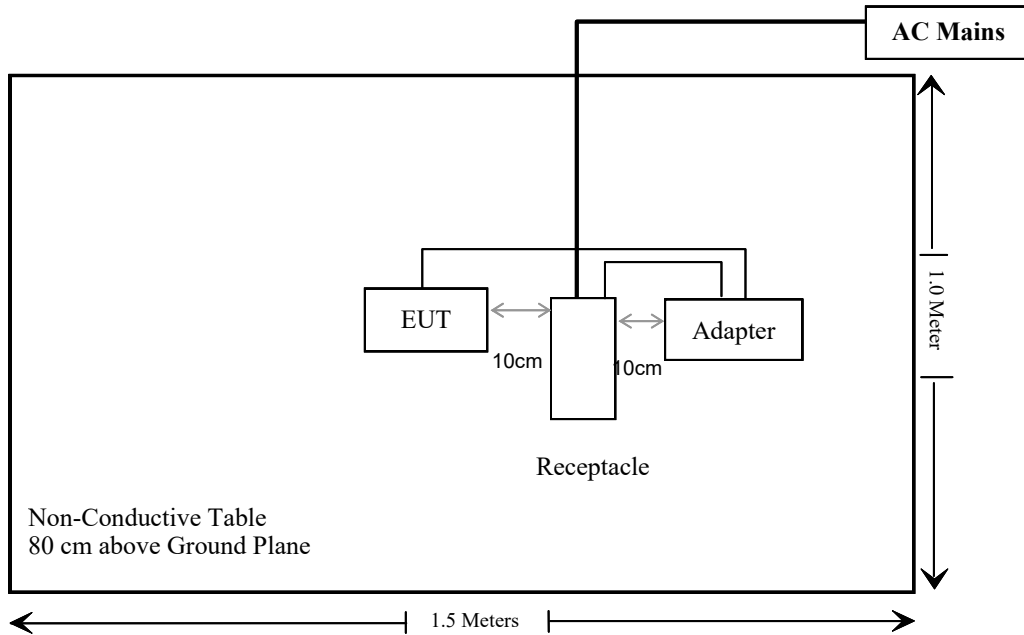 AC Mains
EUT
Adapter
10cm
10cm
1.0 Meter
Receptacle
Non-Conductive Table
80 cm above Ground Plane
1.5 Meters